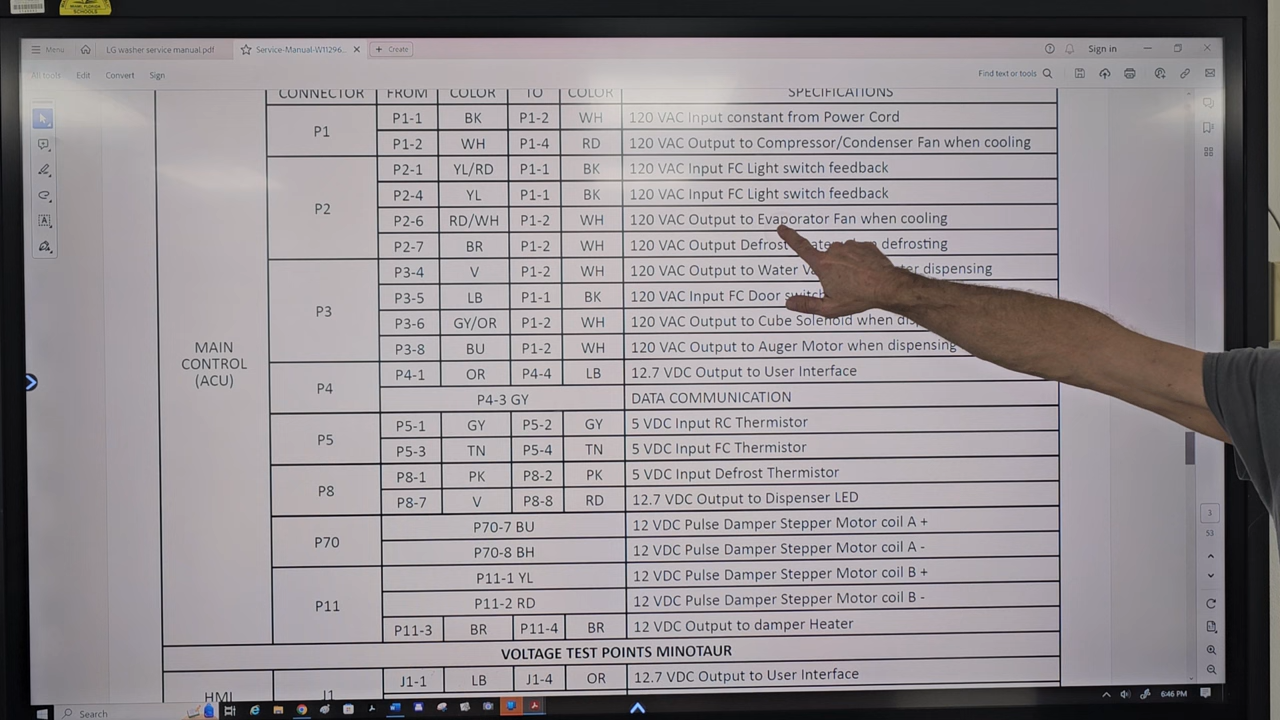 SCHOOLS
Menu LG washer service manual.pdf Service-Manual-W11296... Create Sign in
All tools Edit Convert Sign Find text or tools
CONNECTOR FROM COLOR TO COLOR SPECIFICATIONS
MAIN CONTROL (ACU)
P1
P1-1 BK P1-2 WH 120 VAC Input constant from Power Cord
P1-2 WH P1-4 RD 120 VAC Output to Compressor/Condenser Fan when cooling
P2
P2-1 YL/RD P1-1 BK 120 VAC Input FC Light switch feedback
P2-4 YL P1-1 BK 120 VAC Input FC Light switch feedback
P2-6 RD/WH P1-2 WH 120 VAC Output to Evaporator Fan when cooling
P2-7 BR P1-2 WH 120 VAC Output Defrost defrosting
P3
P3-4 V P1-2 WH 120 VAC Output to Water dispensing
P3-5 LB P1-1 BK 120 VAC Input FC Door
P3-6 GY/OR P1-2 WH 120 VAC Output to Cube Solenoid when
P3-8 BU P1-2 WH 120 VAC Output to Auger Motor when dispensing
P4
P4-1 OR P4-4 LB 12.7 VDC Output to User Interface
P4-3 GY DATA COMMUNICATION
P5
P5-1 GY P5-2 GY 5 VDC Input RC Thermistor
P5-3 TN P5-4 TN 5 VDC Input FC Thermistor
P8
P8-1 PK P8-2 PK 5 VDC Input Defrost Thermistor
P8-7 V P8-8 RD 12.7 VDC Output to Dispenser LED
P70
P70-7 BU 12 VDC Pulse Damper Stepper Motor coil A +
P70-8 BH 12 VDC Pulse Damper Stepper Motor coil A -
P11
P11-1 YL 12 VDC Pulse Damper Stepper Motor coil B +
P11-2 RD 12 VDC Pulse Damper Stepper Motor coil B -
P11-3 BR P11-4 BR 12 VDC Output to damper Heater
VOLTAGE TEST POINTS MINOTAUR
HMI J1 J1-1 LB J1-4 OR 12.7 VDC Output to User Interface
3
53
Search 6:46 PM